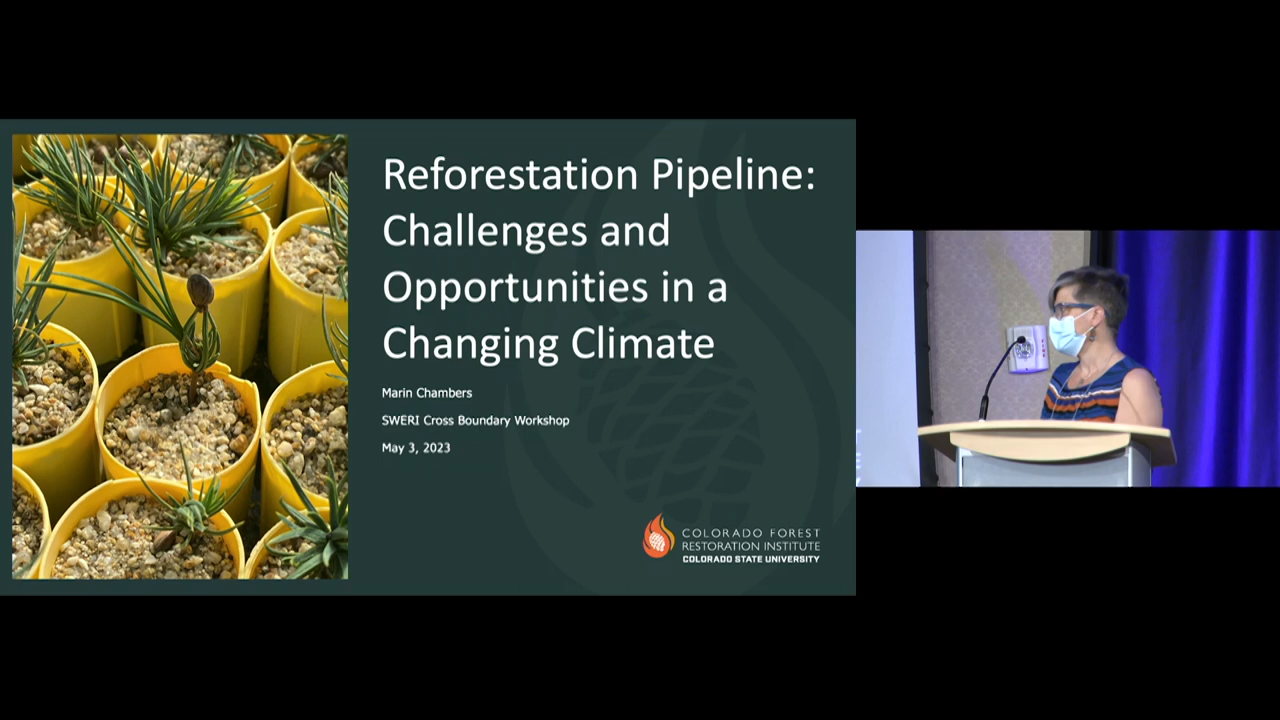 Reforestation Pipeline:
Challenges and
Opportunities in a
Changing Climate
Marin Chambers
SWERI Cross Boundary Workshop
May 3, 2023
COLORADO FOREST
RESTORATION INSTITUTE
COLORADO STATE UNIVERSITY